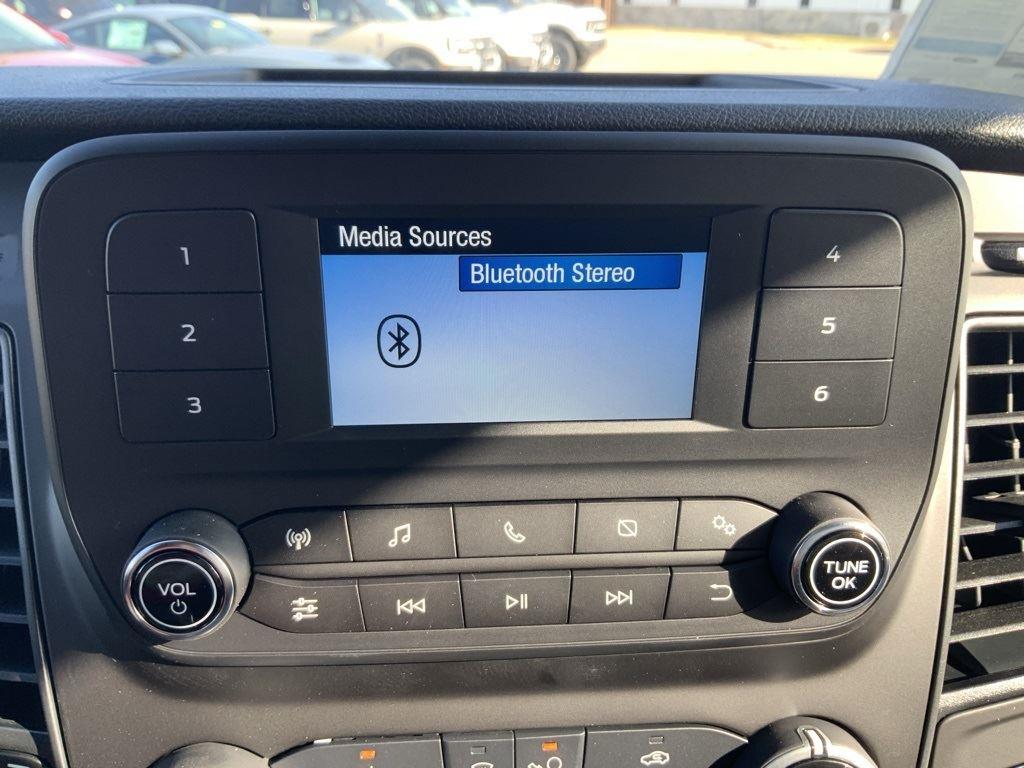 Media Sources
Bluetooth Stereo
1
2
3
4
5
6
VOL
TUNE
OK